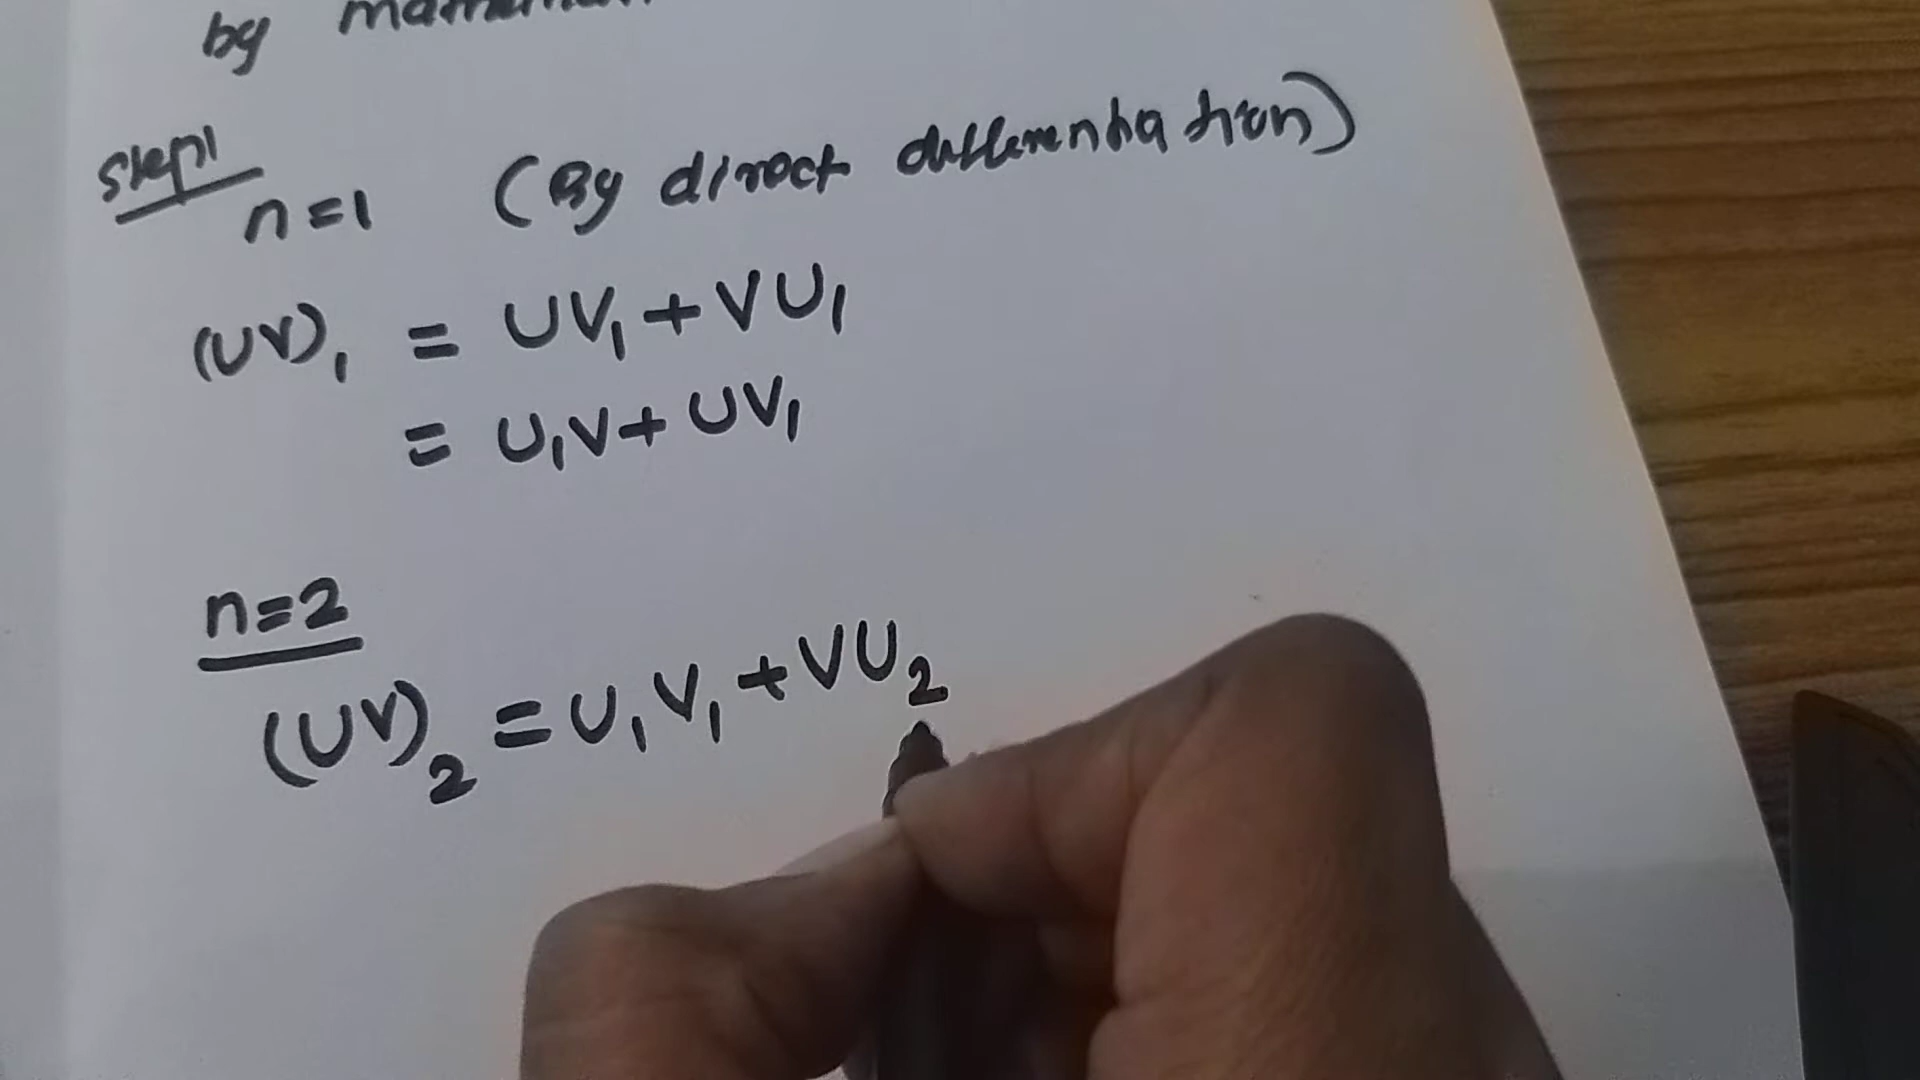 by
Step1
n=1 (By direct differentiation)
(UV)₁ = UV₁+VU₁
= U₁V+UV₁
n=2
(UV)₂ = U₁V₁+VU₂